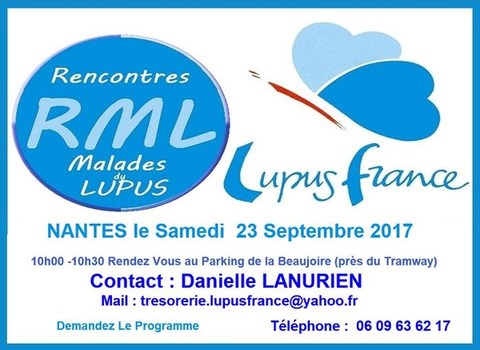 Rencontres
RML
Malades
du
LUPUS
Lupus France
NANTES le Samedi 23 Septembre 2017
10h00 -10h30 Rendez Vous au Parking de la Beaujoire (près du Tramway)
Contact : Danielle LANURIEN
Mail : tresorerie.lupusfrance@yahoo.fr
Demandez Le Programme
Téléphone : 06 09 63 62 17